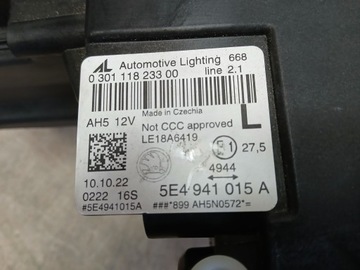 AL Automotive Lighting 668
0 301 118 233 00 line 2.1
AH5 12V
Made in Czechia
Not CCC approved L
LE18A6419
E1 27,5
4944
10.10.22
0222 16S
5E4 941 015 A
#5E4941015A ###*899 AH5N0572*=